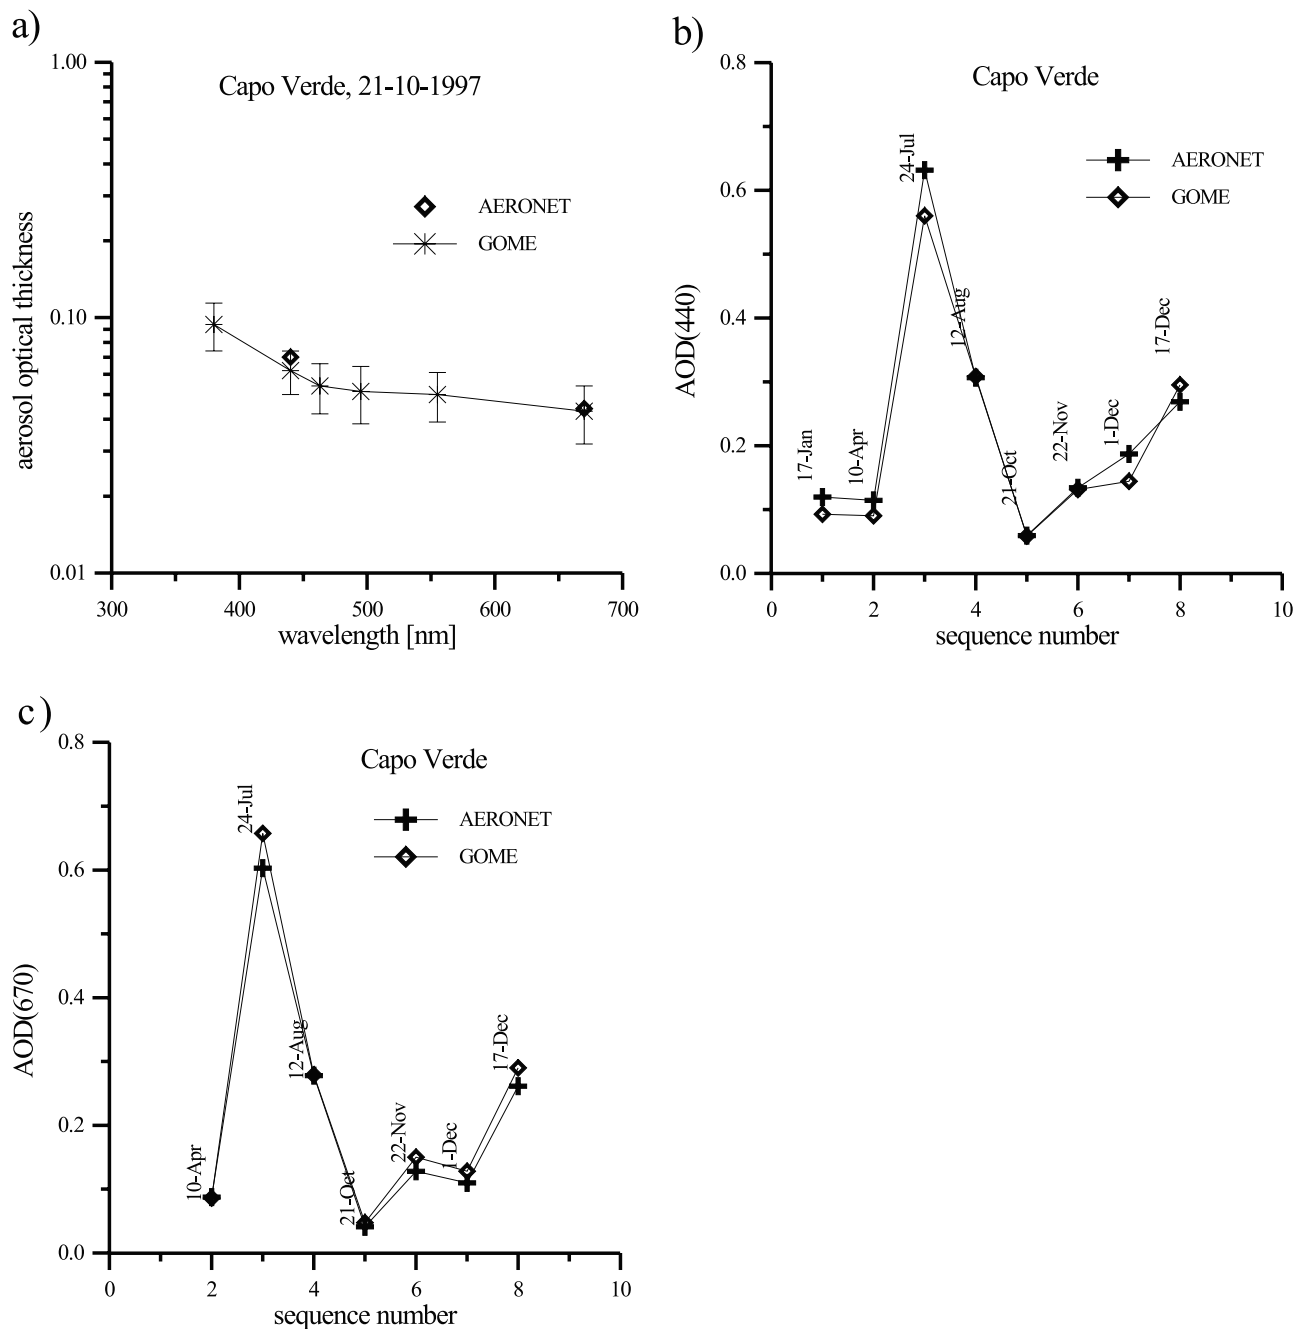 a)
Capo Verde, 21-10-1997
1.00
0.10
0.01
aerosol optical thickness
AERONET
GOME
300 400 500 600 700
wavelength [nm]
b)
Capo Verde
0.8
0.6
0.4
0.2
0.0
AOD(440)
AERONET
GOME
17-Jan
10-Apr
24-Jul
12-Aug
21-Oct
22-Nov
1-Dec
17-Dec
0 2 4 6 8 10
sequence number
c)
Capo Verde
0.8
0.6
0.4
0.2
0.0
AOD(670)
AERONET
GOME
10-Apr
24-Jul
12-Aug
21-Oct
22-Nov
1-Dec
17-Dec
0 2 4 6 8 10
sequence number